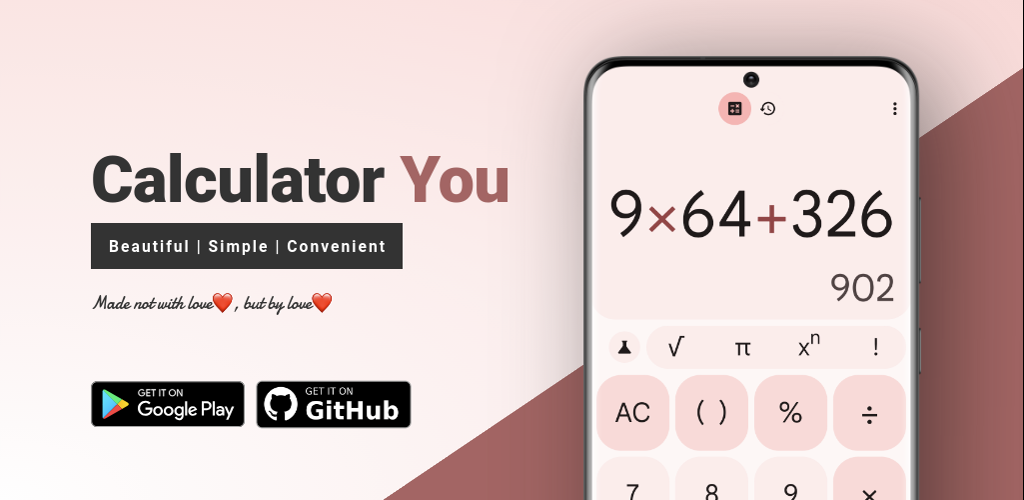 Calculator You
Beautiful | Simple | Convenient
Made not with love❤️, but by love❤️
GET IT ON
Google Play
GET IT ON
GitHub
9×64+326
902
√ π xⁿ !
AC ( ) % ÷
7 8 9 ×